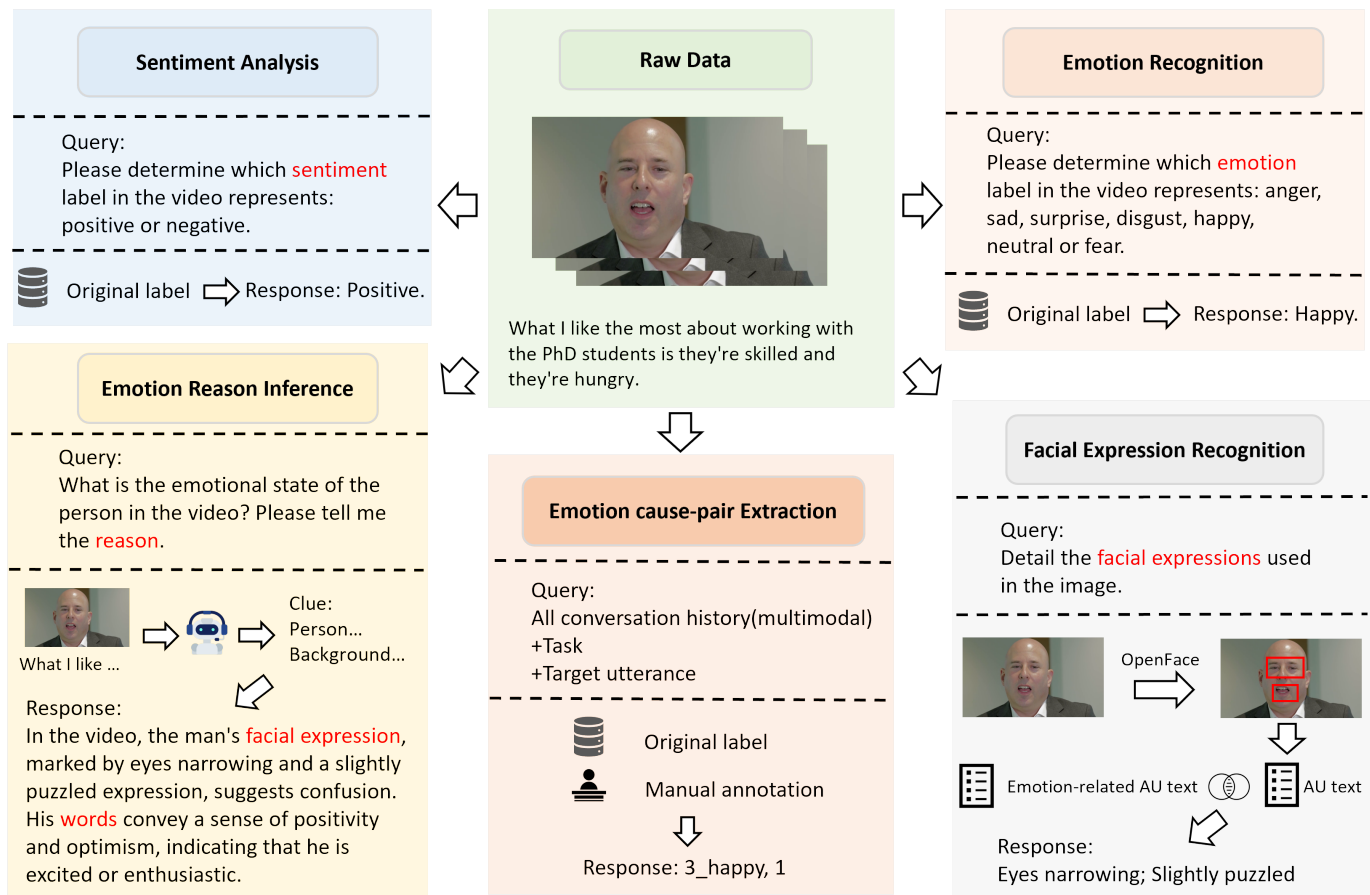 Sentiment Analysis
Query:
Please determine which sentiment
label in the video represents:
positive or negative.
Original label
Response: Positive.
Raw Data
What I like the most about working with
the PhD students is they're skilled and
they're hungry.
Emotion Recognition
Query:
Please determine which emotion
label in the video represents: anger,
sad, surprise, disgust, happy,
neutral or fear.
Original label
Response: Happy.
Emotion Reason Inference
Query:
What is the emotional state of the
person in the video? Please tell me
the reason.
What I like ...
Clue:
Person...
Background...
Response:
In the video, the man's facial expression,
marked by eyes narrowing and a slightly
puzzled expression, suggests confusion.
His words convey a sense of positivity
and optimism, indicating that he is
excited or enthusiastic.
Emotion cause-pair Extraction
Query:
All conversation history(multimodal)
+Task
+Target utterance
Original label
Manual annotation
Response: 3_happy, 1
Facial Expression Recognition
Query:
Detail the facial expressions used
in the image.
OpenFace
Emotion-related AU text
AU text
Response:
Eyes narrowing; Slightly puzzled